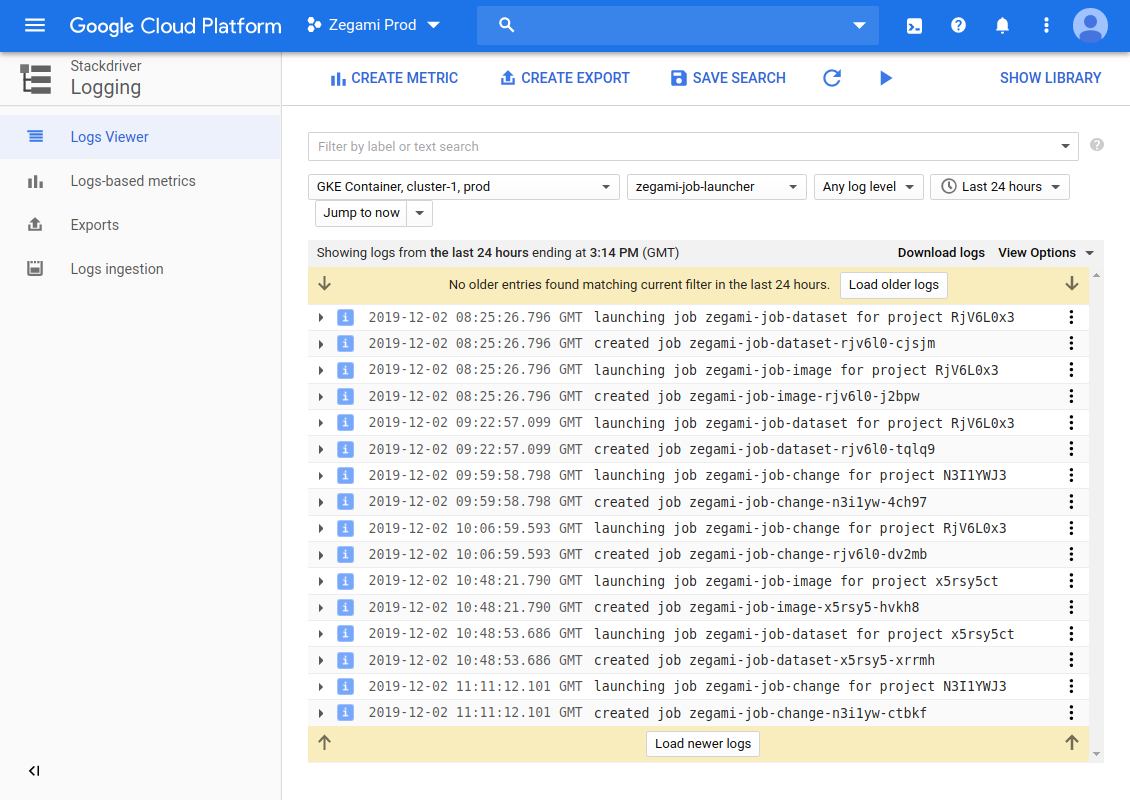 Google Cloud Platform
Zegami Prod
Stackdriver
Logging
CREATE METRIC
CREATE EXPORT
SAVE SEARCH
SHOW LIBRARY
Logs Viewer
Logs-based metrics
Exports
Logs ingestion
Filter by label or text search
GKE Container, cluster-1, prod
zegami-job-launcher
Any log level
Last 24 hours
Jump to now
Showing logs from the last 24 hours ending at 3:14 PM (GMT)
Download logs
View Options
No older entries found matching current filter in the last 24 hours.
Load older logs
i 2019-12-02 08:25:26.796 GMT launching job zegami-job-dataset for project RjV6L0x3
i 2019-12-02 08:25:26.796 GMT created job zegami-job-dataset-rjv6l0-cjsjm
i 2019-12-02 08:25:26.796 GMT launching job zegami-job-image for project RjV6L0x3
i 2019-12-02 08:25:26.796 GMT created job zegami-job-image-rjv6l0-j2bpw
i 2019-12-02 09:22:57.099 GMT launching job zegami-job-dataset for project RjV6L0x3
i 2019-12-02 09:22:57.099 GMT created job zegami-job-dataset-rjv6l0-tqlq9
i 2019-12-02 09:59:58.798 GMT launching job zegami-job-change for project N3I1YWJ3
i 2019-12-02 09:59:58.798 GMT created job zegami-job-change-n3i1yw-4ch97
i 2019-12-02 10:06:59.593 GMT launching job zegami-job-change for project RjV6L0x3
i 2019-12-02 10:06:59.593 GMT created job zegami-job-change-rjv6l0-dv2mb
i 2019-12-02 10:48:21.790 GMT launching job zegami-job-image for project x5rsy5ct
i 2019-12-02 10:48:21.790 GMT created job zegami-job-image-x5rsy5-hvkh8
i 2019-12-02 10:48:53.686 GMT launching job zegami-job-dataset for project x5rsy5ct
i 2019-12-02 10:48:53.686 GMT created job zegami-job-dataset-x5rsy5-xrrmh
i 2019-12-02 11:11:12.101 GMT launching job zegami-job-change for project N3I1YWJ3
i 2019-12-02 11:11:12.101 GMT created job zegami-job-change-n3i1yw-ctbkf
Load newer logs